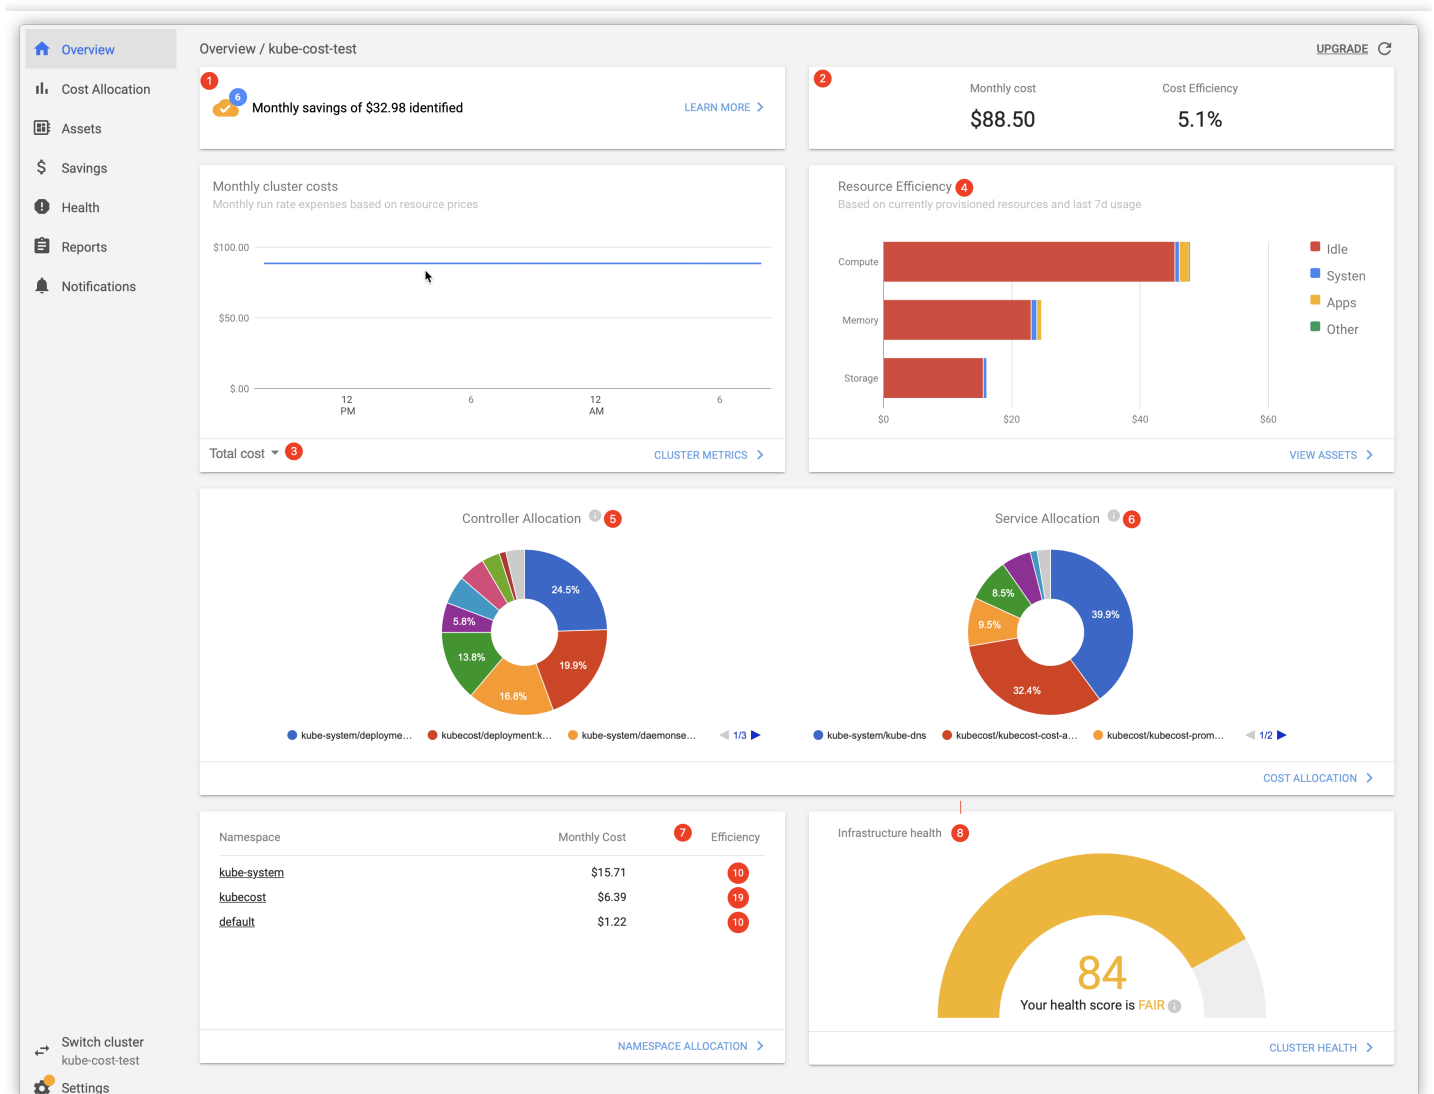 Overview
Cost Allocation
Assets
Savings
Health
Reports
Notifications
Switch cluster
kube-cost-test
Settings
Overview / kube-cost-test
UPGRADE
1
6
Monthly savings of $32.98 identified
LEARN MORE
2
Monthly cost
Cost Efficiency
$88.50
5.1%
Monthly cluster costs
Monthly run rate expenses based on resource prices
$100.00
$50.00
$.00
12 PM
6
12 AM
6
Total cost
3
CLUSTER METRICS
Resource Efficiency
4
Based on currently provisioned resources and last 7d usage
Compute
Memory
Storage
$0
$20
$40
$60
Idle
Systen
Apps
Other
VIEW ASSETS
Controller Allocation
5
24.5%
19.9%
16.8%
13.8%
5.8%
kube-system/deployme...
kubecost/deployment:k...
kube-system/daemonse...
1/3
Service Allocation
6
39.9%
32.4%
9.5%
8.5%
kube-system/kube-dns
kubecost/kubecost-cost-a...
kubecost/kubecost-prom...
1/2
COST ALLOCATION
Namespace
Monthly Cost
7
Efficiency
kube-system
$15.71
10
kubecost
$6.39
19
default
$1.22
10
NAMESPACE ALLOCATION
Infrastructure health
8
84
Your health score is FAIR
CLUSTER HEALTH